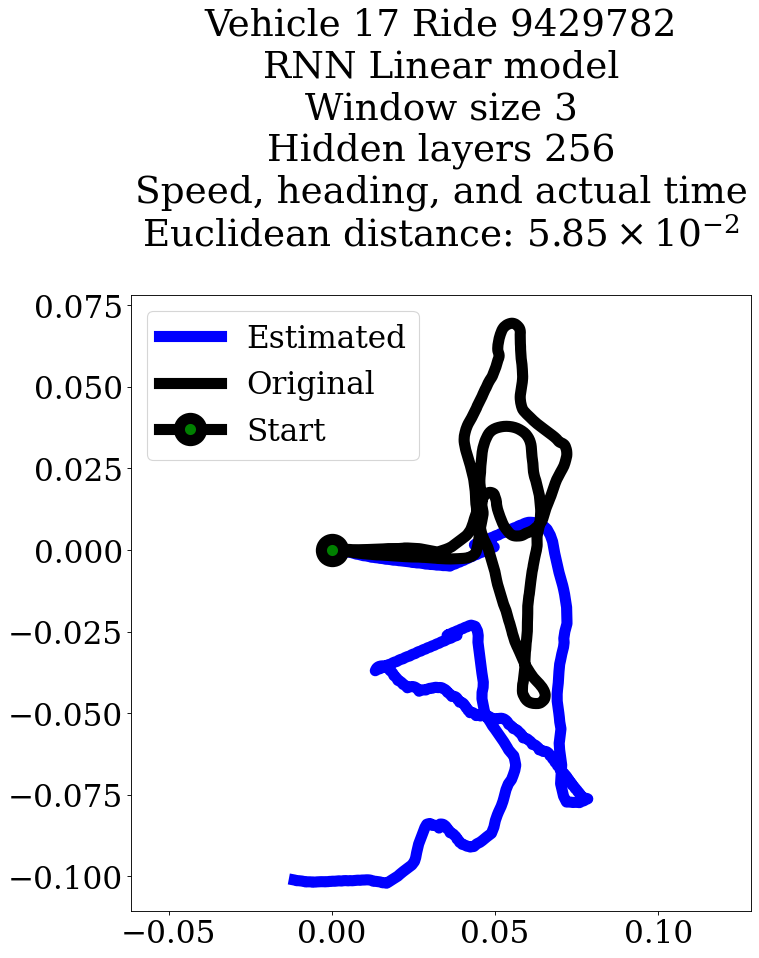 Vehicle 17 Ride 9429782
RNN Linear model
Window size 3
Hidden layers 256
Speed, heading, and actual time
Euclidean distance: 5.85 × 10⁻²
Estimated
Original
Start
0.075
0.050
0.025
0.000
−0.025
−0.050
−0.075
−0.100
−0.05 0.00 0.05 0.10